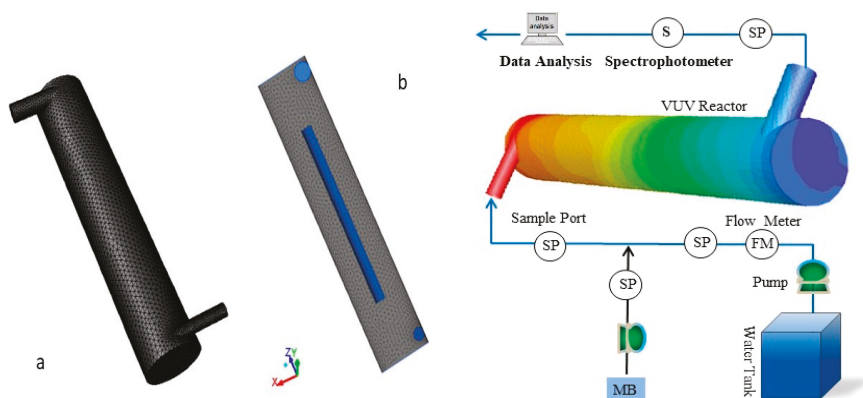 a
b
Z
Y
X
Data
analysis
Data Analysis
Spectrophotometer
S
SP
VUV Reactor
Sample Port
Flow Meter
SP
SP
FM
SP
Pump
MB
Water Tank